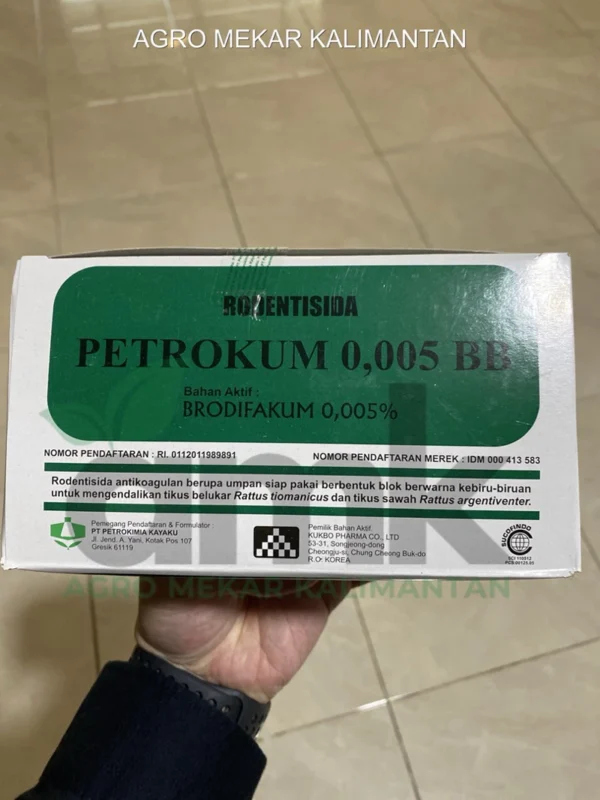 AGRO MEKAR KALIMANTAN
RODENTISIDA
PETROKUM 0,005 BB
Bahan Aktif :
BRODIFAKUM 0,005%
NOMOR PENDAFTARAN : RI. 0112011989891
NOMOR PENDAFTARAN MEREK : IDM 000 413 583
Rodentisida antikoagulan berupa umpan siap pakai berbentuk blok berwarna kebiru-biruan
untuk mengendalikan tikus belukar Rattus tiomanicus dan tikus sawah Rattus argentiventer.
Pemegang Pendaftaran & Formulator
PT PETROKIMIA KAYAKU
Jl. Jend. A. Yani, Kotak Pos 107
Gresik 61119
Pemilik Bahan Aktif.
KUKBO PHARMA CO., LTD
53-31, Songjeong-dong
Cheongju-si, Chung Cheong Buk-do
R.O. KOREA
SUCOFINDO
amk
AGRO MEKAR KALIMANTAN